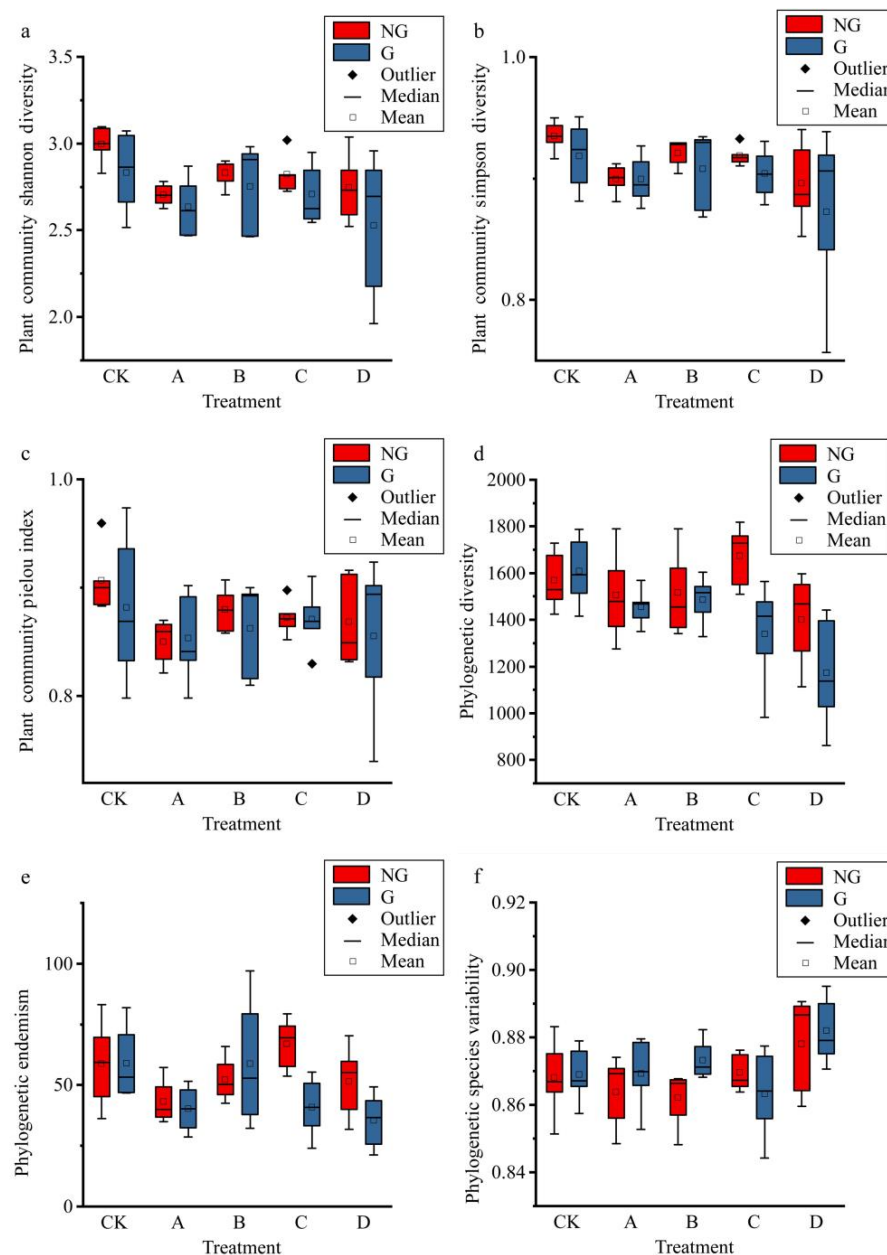 a
NG
G
Outlier
Median
Mean
Plant community shannon diversity
3.5
3.0
2.5
2.0
CK A B C D
Treatment
b
NG
G
Outlier
Median
Mean
Plant community simpson diversity
1.0
0.8
CK A B C D
Treatment
c
NG
G
Outlier
Median
Mean
Plant community pielou index
1.0
0.8
CK A B C D
Treatment
d
NG
G
Outlier
Median
Mean
Phylogenetic diversity
2000
1800
1600
1400
1200
1000
800
CK A B C D
Treatment
e
NG
G
Outlier
Median
Mean
Phylogenetic endemism
100
50
0
CK A B C D
Treatment
f
NG
G
Outlier
Median
Mean
Phylogenetic species variability
0.92
0.90
0.88
0.86
0.84
CK A B C D
Treatment